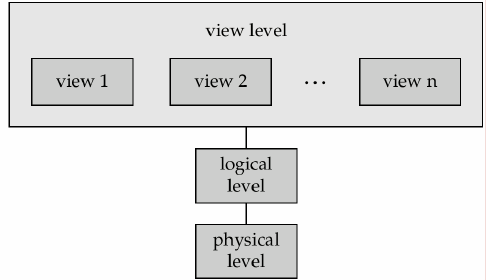 view level
view 1 view 2 ... view n
logical
level
physical
level